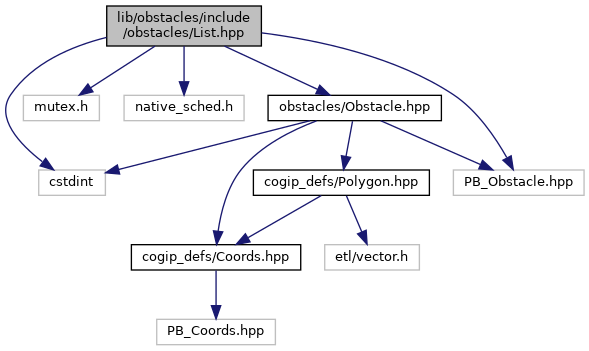 lib/obstacles/include
/obstacles/List.hpp
mutex.h
native_sched.h
obstacles/Obstacle.hpp
cstdint
cogip_defs/Polygon.hpp
PB_Obstacle.hpp
cogip_defs/Coords.hpp
etl/vector.h
PB_Coords.hpp